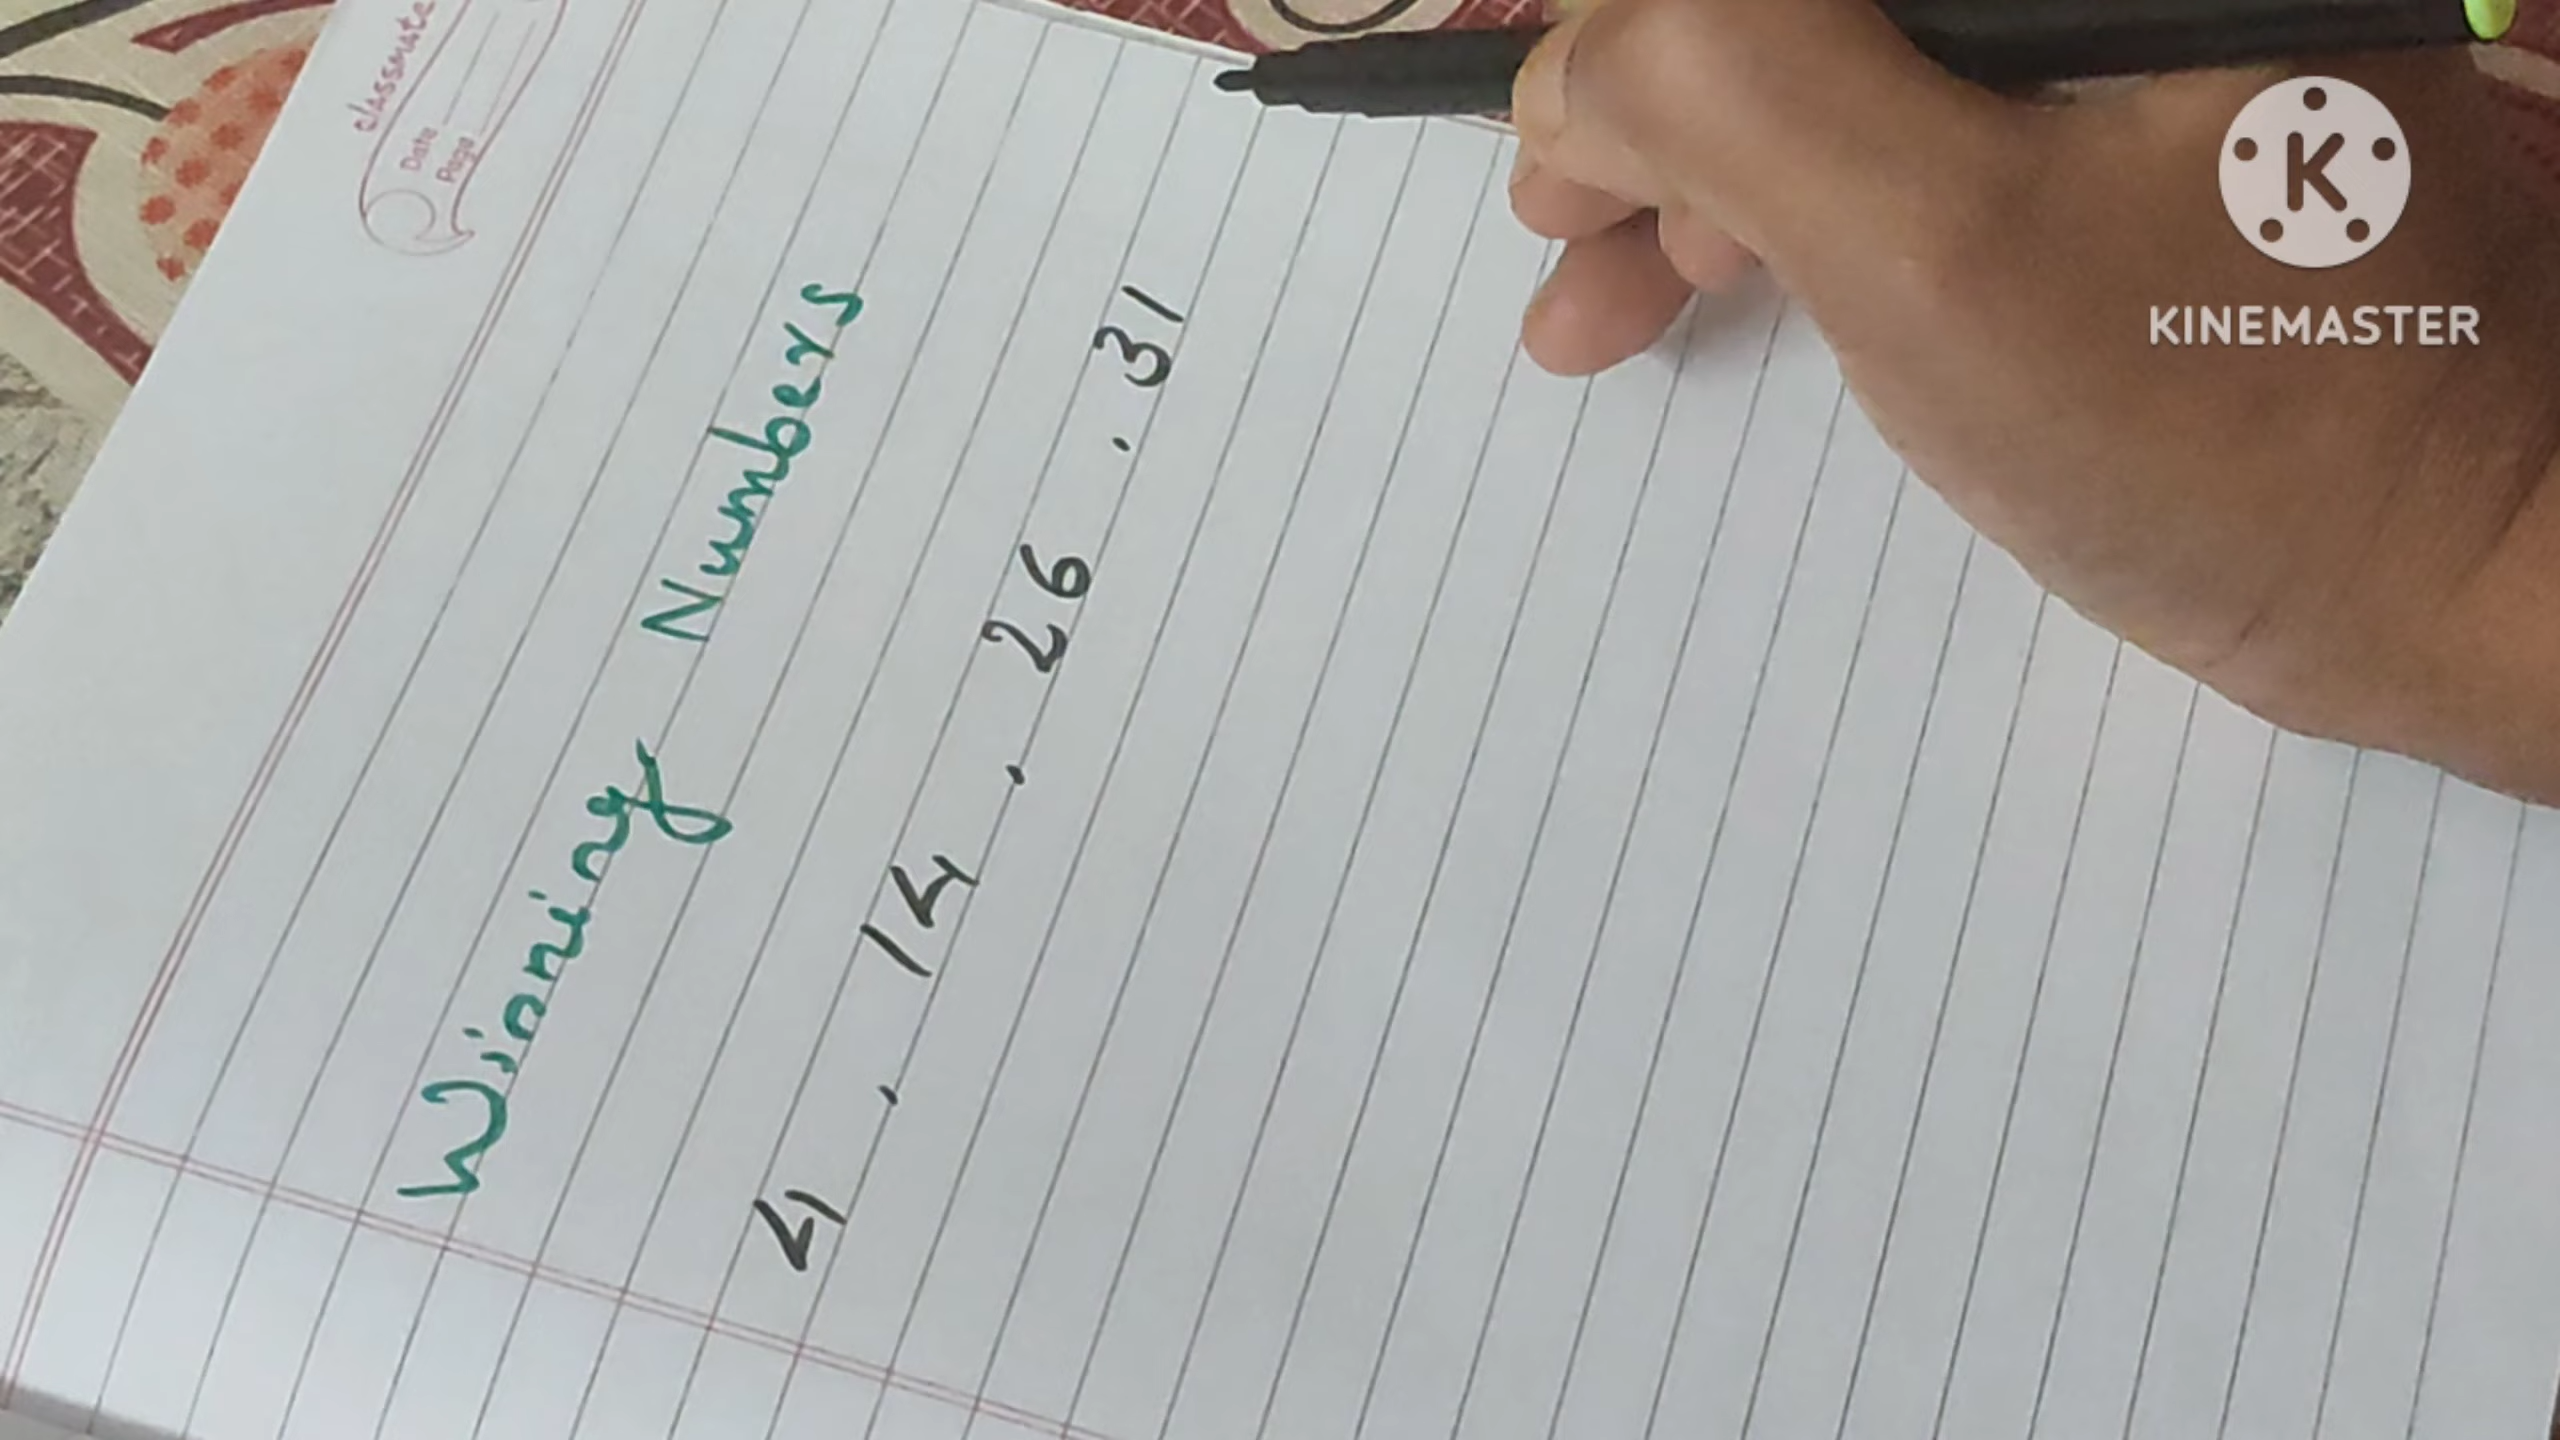 classmate
Date
Page
Winning Numbers
4 . 14 . 26 . 31
K
KINEMASTER